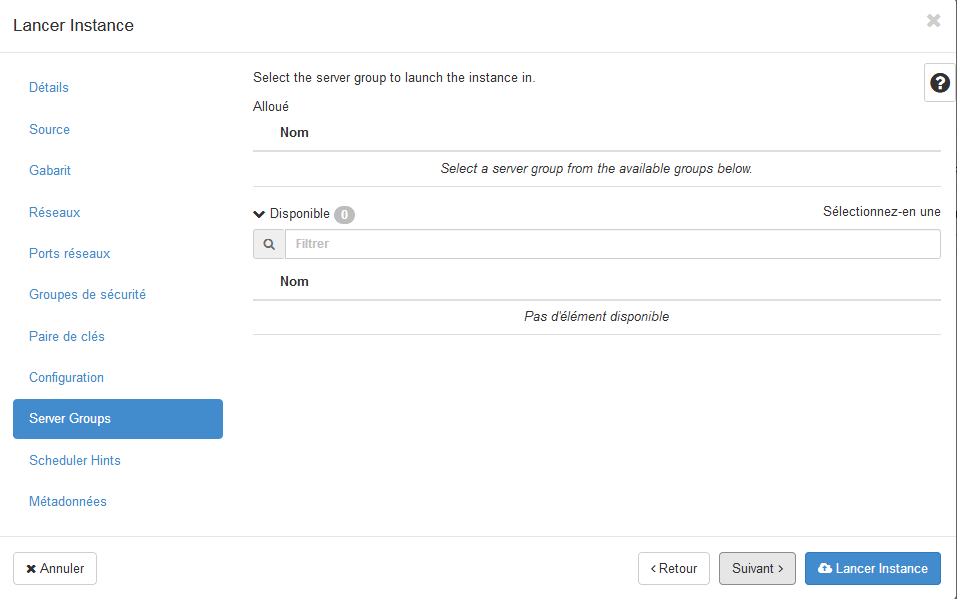 Lancer Instance
Détails
Source
Gabarit
Réseaux
Ports réseaux
Groupes de sécurité
Paire de clés
Configuration
Server Groups
Scheduler Hints
Métadonnées
Select the server group to launch the instance in.
Alloué
Nom
Select a server group from the available groups below.
Disponible 0
Sélectionnez-en une
Filtrer
Nom
Pas d'élément disponible
Annuler
Retour
Suivant
Lancer Instance